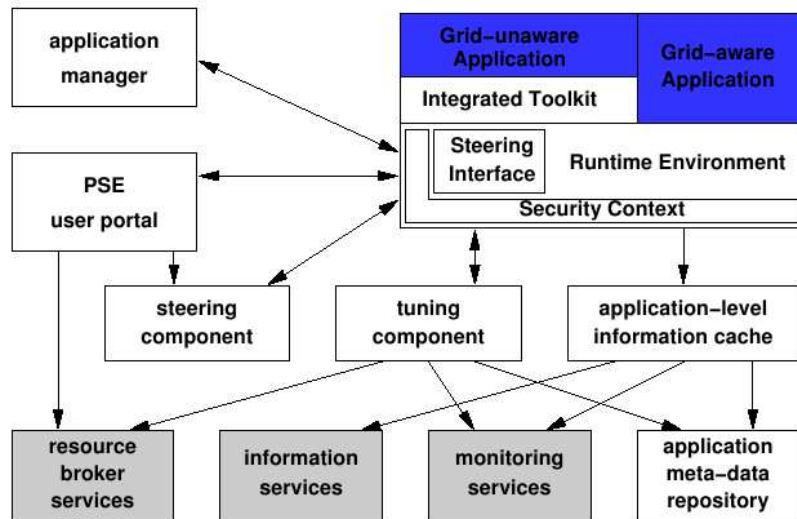 application
manager
Grid-unaware
Application
Grid-aware
Application
Integrated Toolkit
Steering
Interface
Runtime Environment
Security Context
PSE
user portal
steering
component
tuning
component
application-level
information cache
resource
broker
services
information
services
monitoring
services
application
meta-data
repository